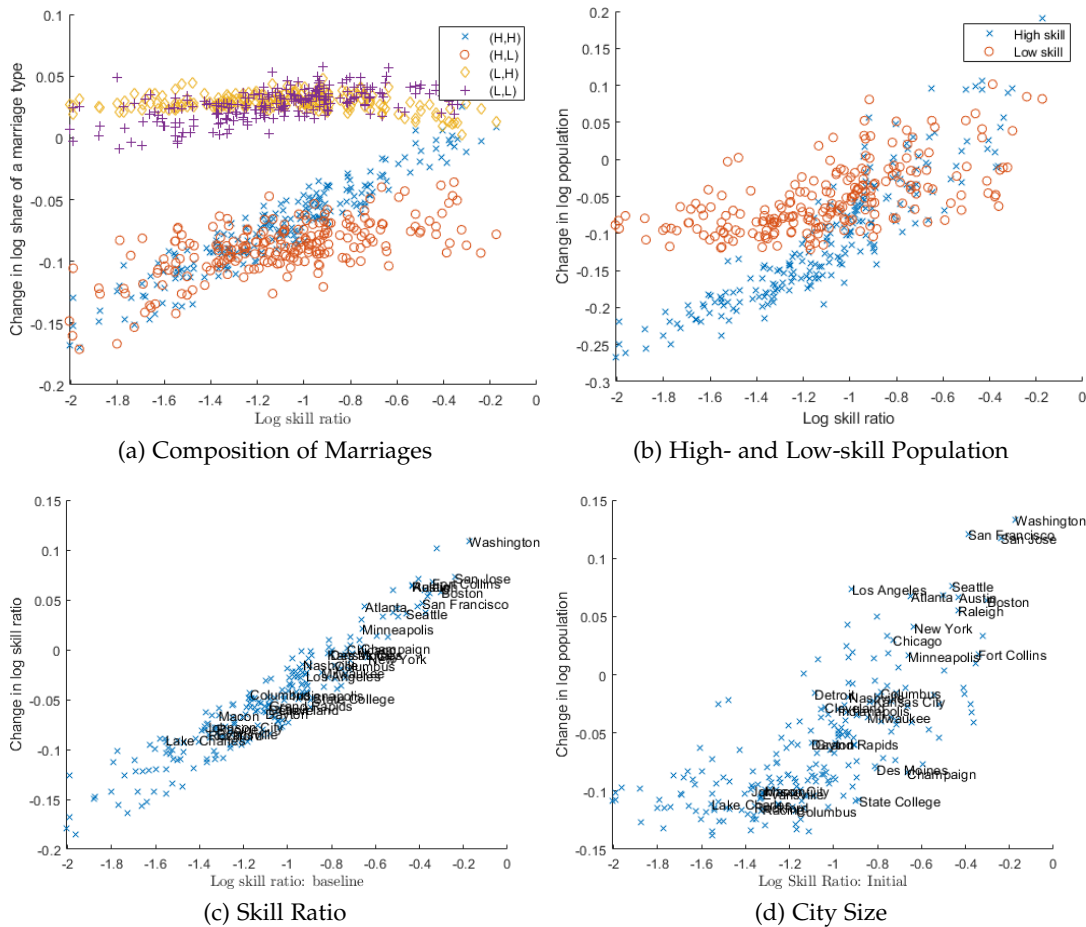 0.1
0.05
0
-0.05
-0.1
-0.15
-0.2
Change in log share of a marriage type
(H,H)
(H,L)
(L,H)
(L,L)
-2 -1.8 -1.6 -1.4 -1.2 -1 -0.8 -0.6 -0.4 -0.2 0
Log skill ratio
(a) Composition of Marriages
0.2
0.15
0.1
0.05
0
-0.05
-0.1
-0.15
-0.2
-0.25
-0.3
Change in log population
High skill
Low skill
-2 -1.8 -1.6 -1.4 -1.2 -1 -0.8 -0.6 -0.4 -0.2 0
Log skill ratio
(b) High- and Low-skill Population
0.15
0.1
0.05
0
-0.05
-0.1
-0.15
-0.2
Change in log skill ratio
Washington
San Jose
Fort Collins
Boston
San Francisco
Atlanta
Seattle
Minneapolis
Champaign
New York
Nashville
Columbus
Milwaukee
Los Angeles
Columbus
Indianapolis
State College
Grand Rapids
Cleveland
Macon
Dayton
Evansville
Lake Charles
-2 -1.8 -1.6 -1.4 -1.2 -1 -0.8 -0.6 -0.4 -0.2 0
Log skill ratio: baseline
(c) Skill Ratio
0.15
0.1
0.05
0
-0.05
-0.1
-0.15
Change in log population
Washington
San Francisco
San Jose
Los Angeles
Seattle
Atlanta
Austin
Boston
Raleigh
New York
Chicago
Minneapolis
Fort Collins
Detroit
Nashville
Columbus
Kansas City
Cleveland
Indianapolis
Milwaukee
Grand Rapids
Des Moines
Champaign
Evansville
State College
Lake Charles
Columbus
-2 -1.8 -1.6 -1.4 -1.2 -1 -0.8 -0.6 -0.4 -0.2 0
Log Skill Ratio: Initial
(d) City Size